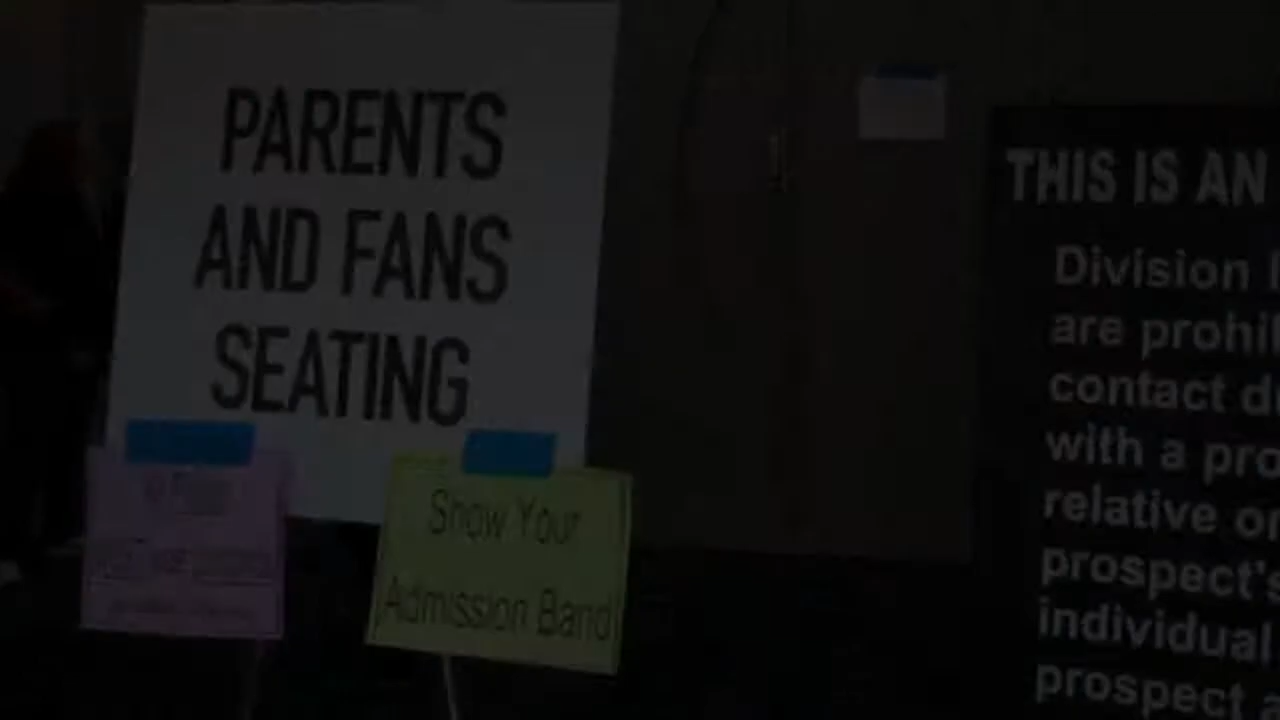 PARENTS
AND FANS
SEATING
Show Your
Admission Band
THIS IS AN
Division
are prohi
contact d
with a pro
relative or
prospect's
individual
prospect a